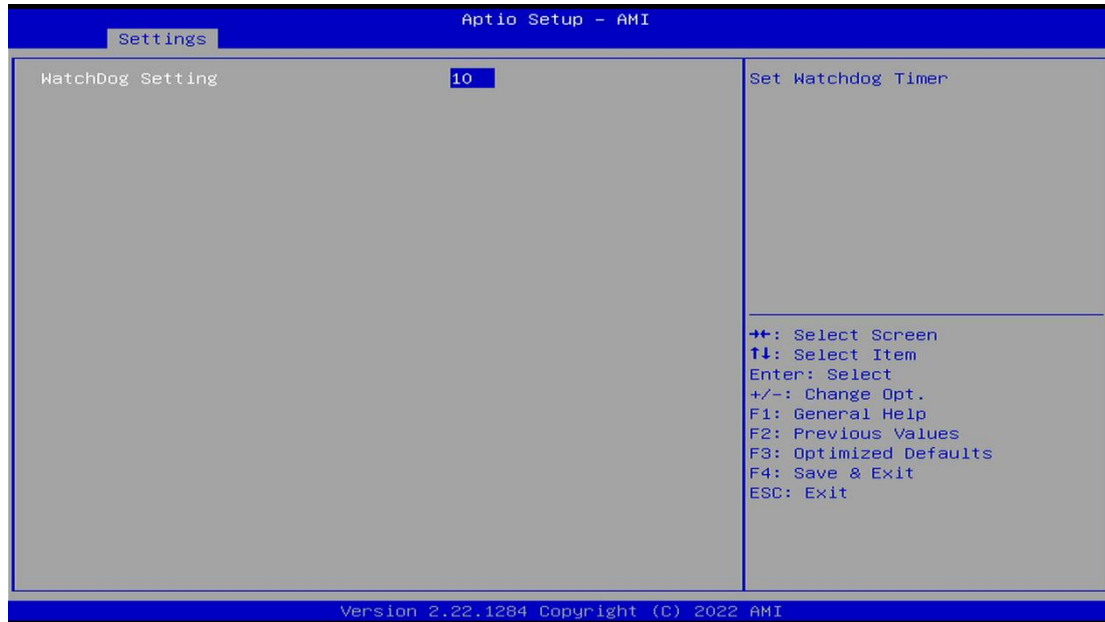 Aptio Setup – AMI
Settings
WatchDog Setting 10
Set Watchdog Timer
→←: Select Screen
↑↓: Select Item
Enter: Select
+/-: Change Opt.
F1: General Help
F2: Previous Values
F3: Optimized Defaults
F4: Save & Exit
ESC: Exit
Version 2.22.1284 Copyright (C) 2022 AMI